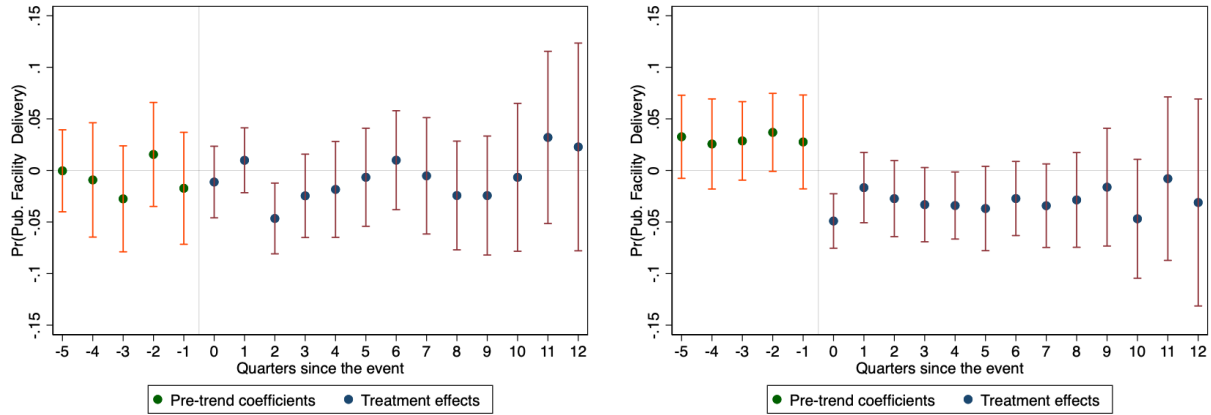 Pr(Pub. Facility Delivery)
.15
.1
.05
0
-.05
-.1
-.15
-5 -4 -3 -2 -1 0 1 2 3 4 5 6 7 8 9 10 11 12
Quarters since the event
Pre-trend coefficients Treatment effects
Pr(Pub. Facility Delivery)
.15
.1
.05
0
-.05
-.1
-.15
-5 -4 -3 -2 -1 0 1 2 3 4 5 6 7 8 9 10 11 12
Quarters since the event
Pre-trend coefficients Treatment effects